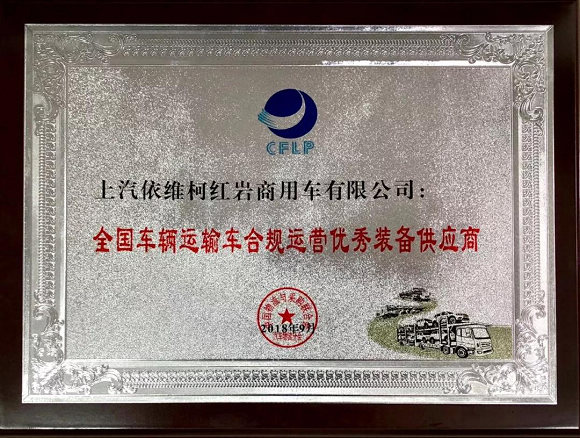 CFLP
上汽依维柯红岩商用车有限公司：
全国车辆运输车合规运营优秀装备供应商
2018年9月